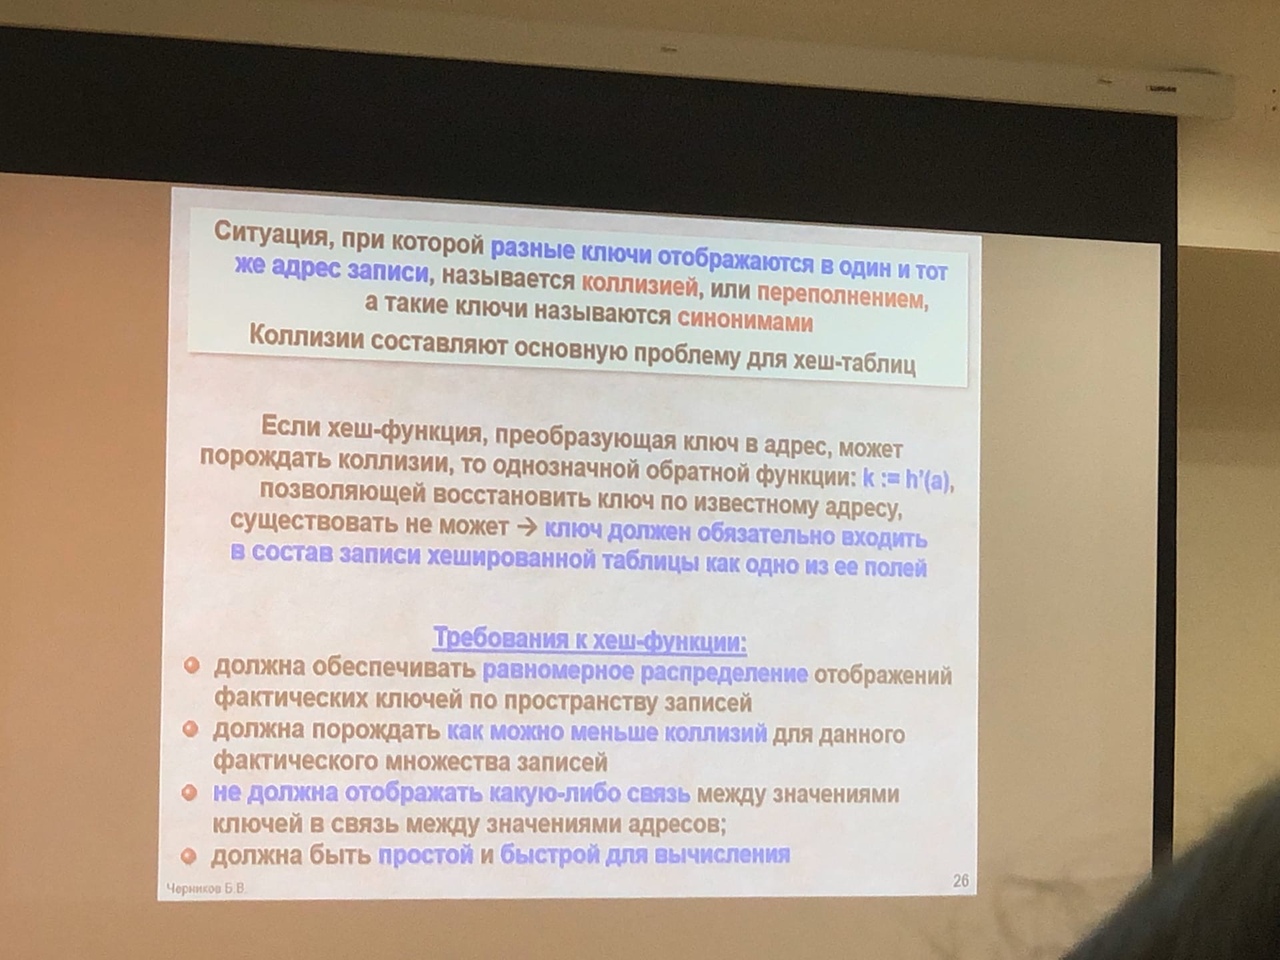 Ситуация, при которой разные ключи отображаются в один и тот
же адрес записи, называется коллизией, или переполнением,
а такие ключи называются синонимами
Коллизии составляют основную проблему для хеш-таблиц
Если хеш-функция, преобразующая ключ в адрес, может
порождать коллизии, то однозначной обратной функции: k := h'(a),
позволяющей восстановить ключ по известному адресу,
существовать не может → ключ должен обязательно входить
в состав записи хешированной таблицы как одно из ее полей
Требования к хеш-функции:
должна обеспечивать равномерное распределение отображений
фактических ключей по пространству записей
должна порождать как можно меньше коллизий для данного
фактического множества записей
не должна отображать какую-либо связь между значениями
ключей в связь между значениями адресов;
должна быть простой и быстрой для вычисления
Черников Б.В.
26